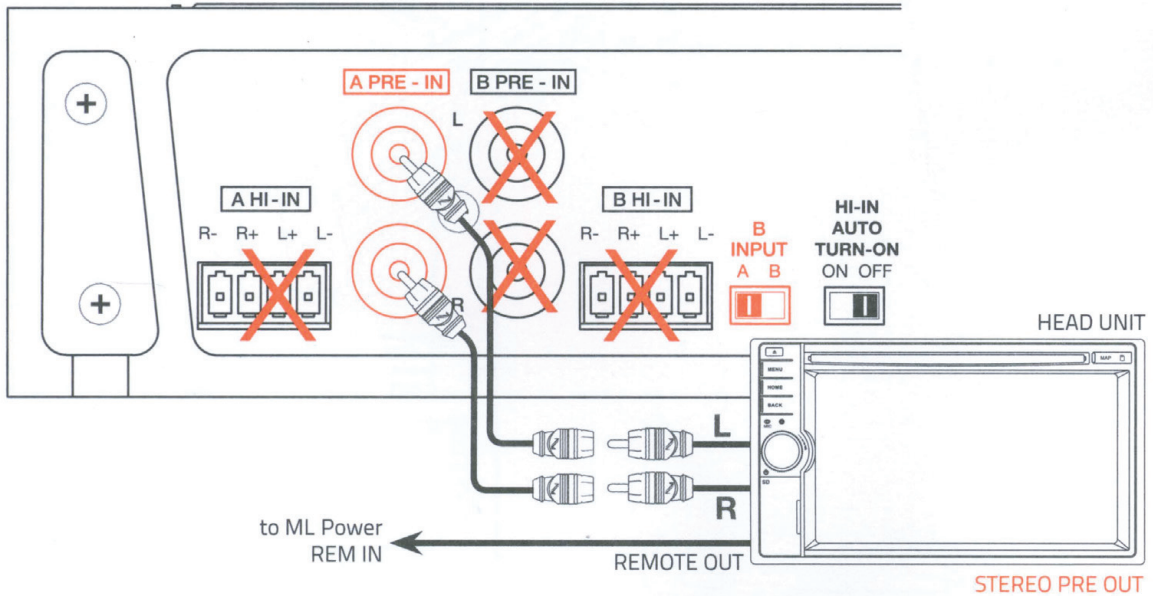 A PRE - IN
B PRE - IN
L
A HI - IN
R- R+ L+ L-
R
B HI - IN
R- R+ L+ L-
B
INPUT
A B
HI-IN
AUTO
TURN-ON
ON OFF
HEAD UNIT
MENU
HOME
BACK
MAP
SD
L
R
to ML Power
REM IN
REMOTE OUT
STEREO PRE OUT